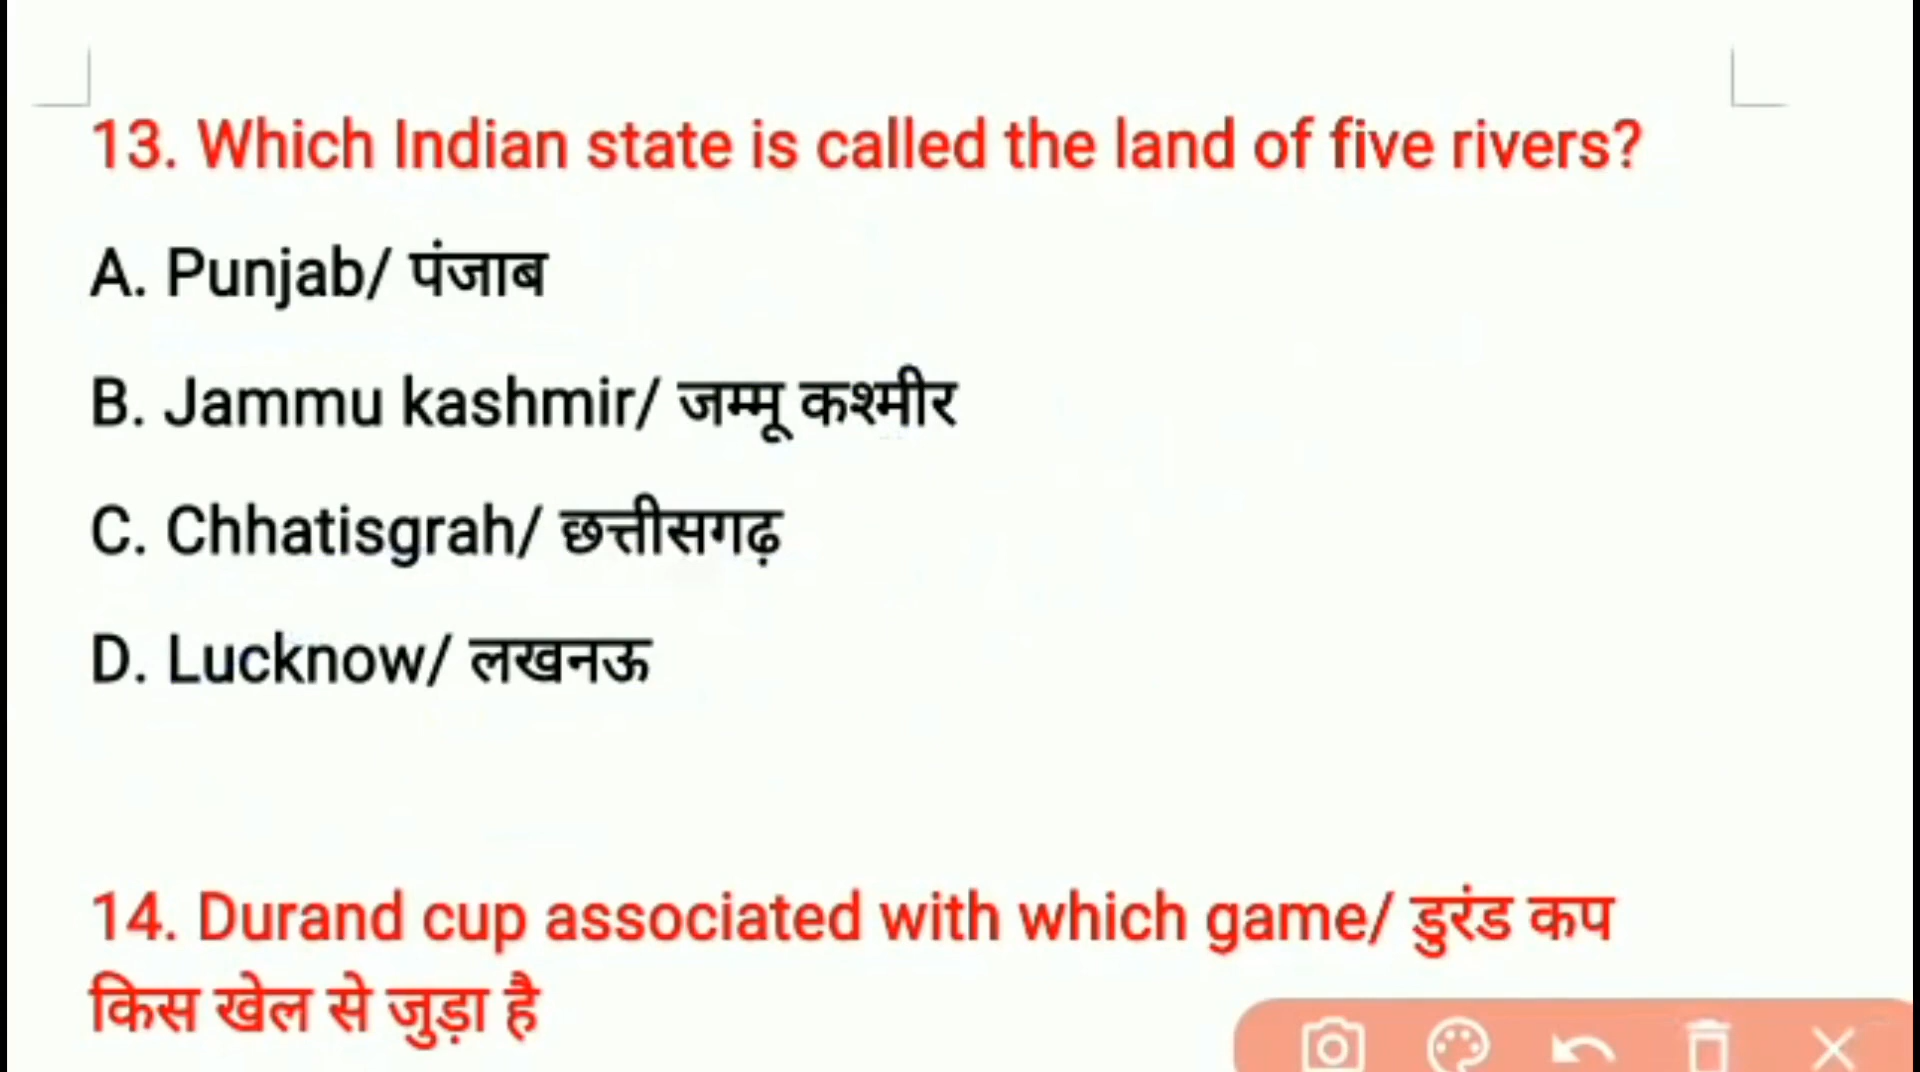 13. Which Indian state is called the land of five rivers?
A. Punjab/ पंजाब
B. Jammu kashmir/ जम्मू कश्मीर
C. Chhatisgrah/ छत्तीसगढ़
D. Lucknow/ लखनऊ
14. Durand cup associated with which game/ डुरंड कप
किस खेल से जुड़ा है